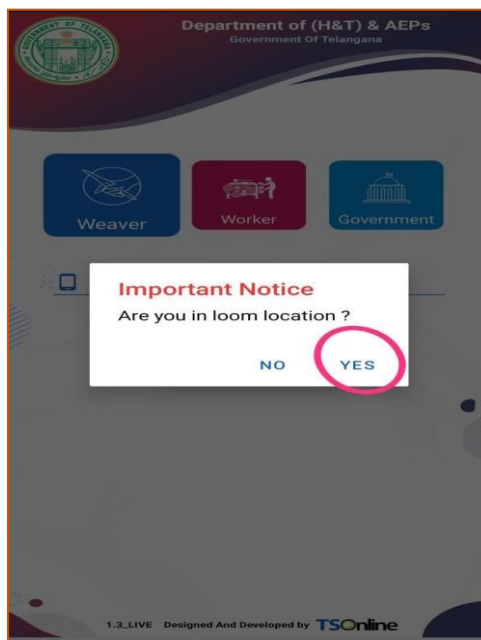 Department of (H&T) & AEPs
Government Of Telangana
Weaver
Worker
Government
Important Notice
Are you in loom location ?
NO
YES
1.3_LIVE Designed And Developed by TSOnline